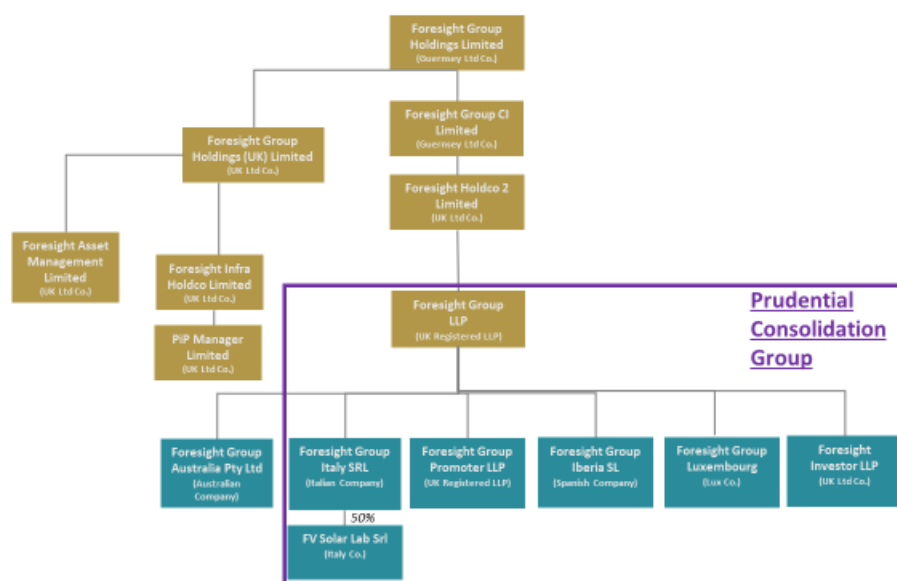 Foresight Group
Holdings Limited
(Guernsey Ltd Co.)
Foresight Group CI
Limited
(Guernsey Ltd Co.)
Foresight Group
Holdings (UK) Limited
(UK Ltd Co.)
Foresight Holdco 2
Limited
(UK Ltd Co.)
Foresight Asset
Management
Limited
(UK Ltd Co.)
Foresight Infra
Holdco Limited
(UK Ltd Co.)
Foresight Group
LLP
(UK Registered LLP)
Prudential
Consolidation
Group
PiP Manager
Limited
(UK Ltd Co.)
Foresight Group
Australia Pty Ltd
(Australian
Company)
Foresight Group
Italy SRL
(Italian Company)
Foresight Group
Promoter LLP
(UK Registered LLP)
Foresight Group
Iberia SL
(Spanish Company)
Foresight Group
Luxembourg
(Lux Co.)
Foresight
Investor LLP
(UK Ltd Co.)
50%
FV Solar Lab Srl
(Italy Co.)